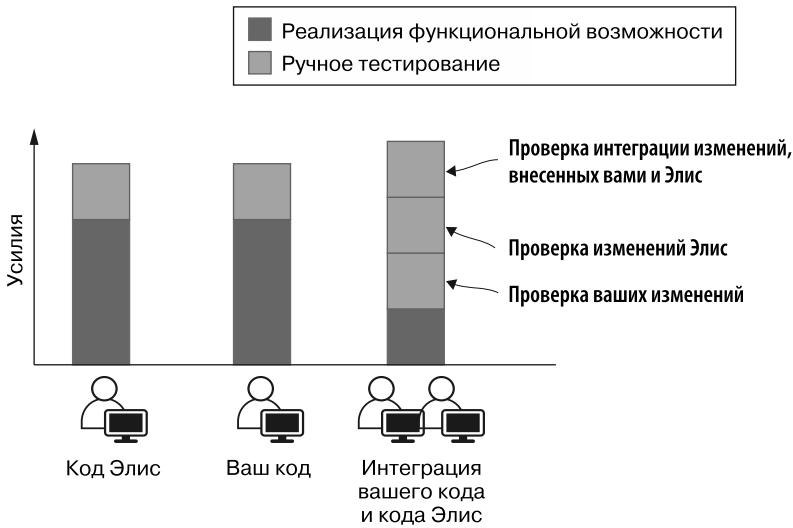 Реализация функциональной возможности
Ручное тестирование
Усилия
Проверка интеграции изменений,
внесенных вами и Элис
Проверка изменений Элис
Проверка ваших изменений
Код Элис
Ваш код
Интеграция
вашего кода
и кода Элис